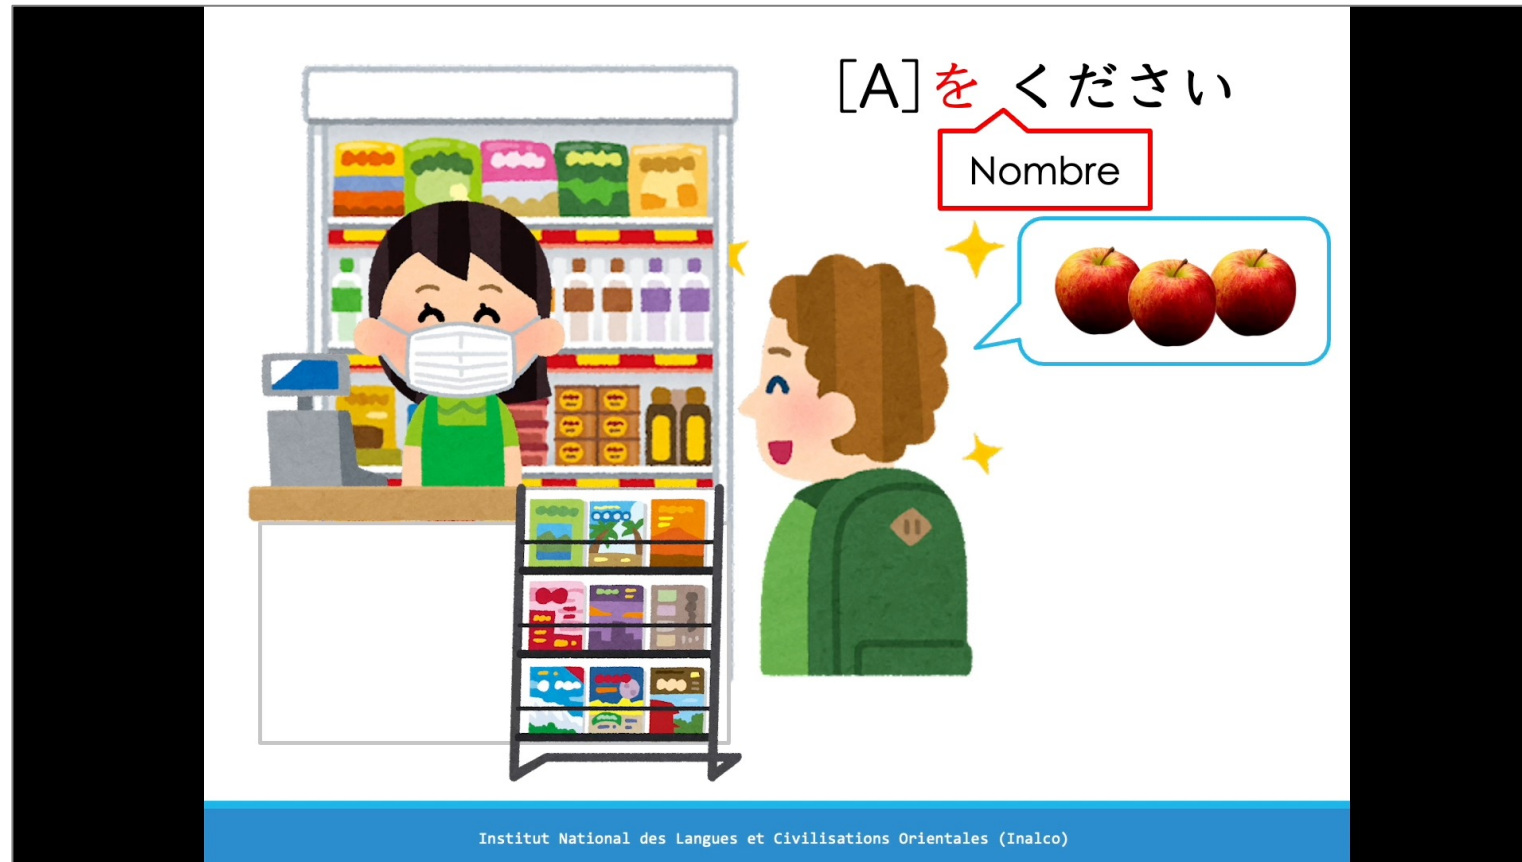 [A]を ください
Nombre
Institut National des Langues et Civilisations Orientales (Inalco)